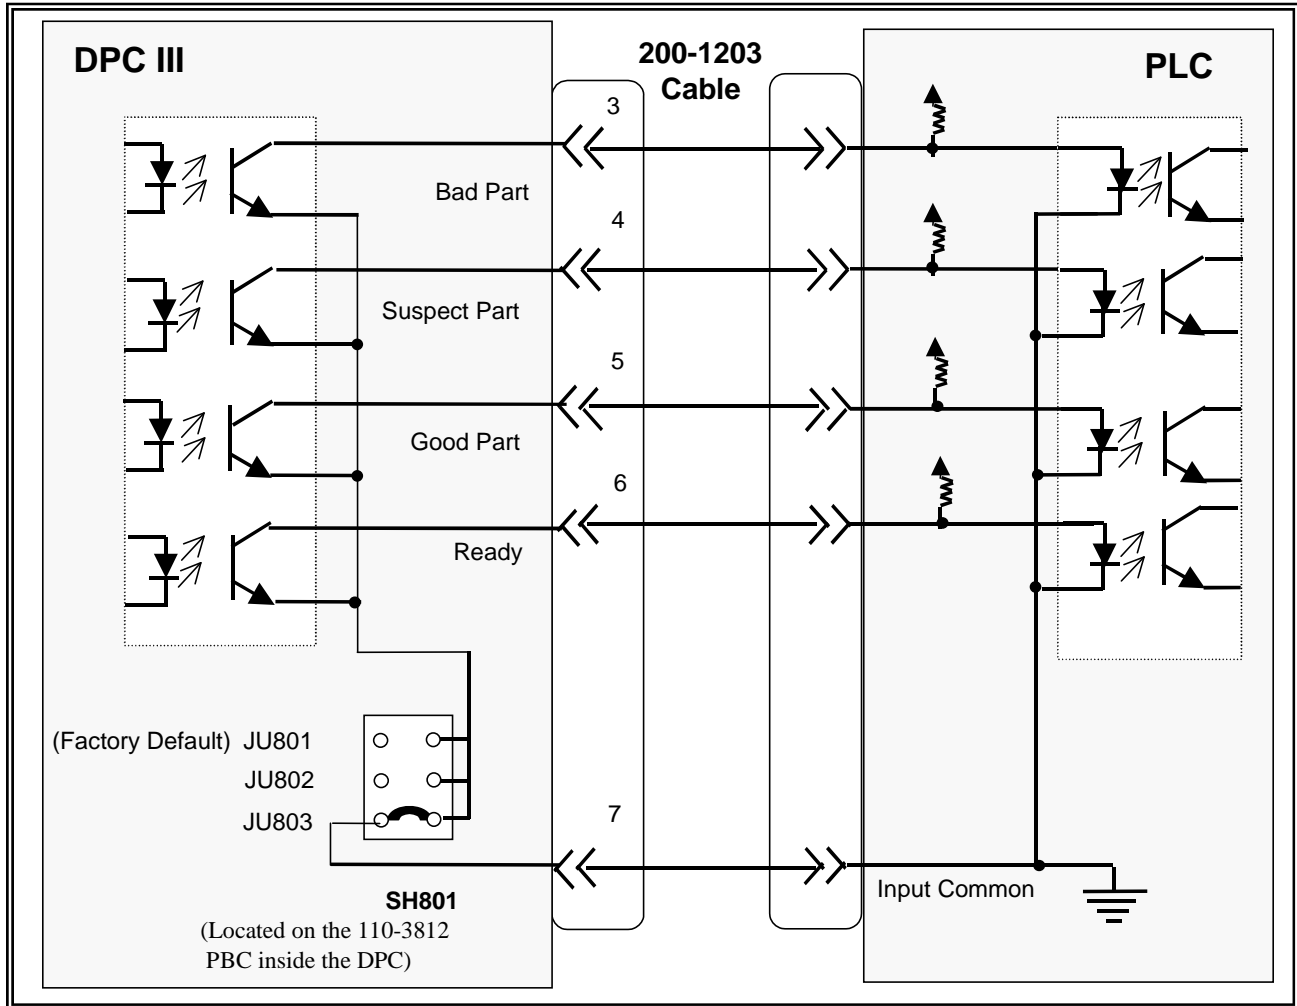 DPC III
200-1203
Cable
PLC
3
Bad Part
4
Suspect Part
5
Good Part
6
Ready
(Factory Default) JU801
JU802
JU803
7
Input Common
SH801
(Located on the 110-3812
PBC inside the DPC)